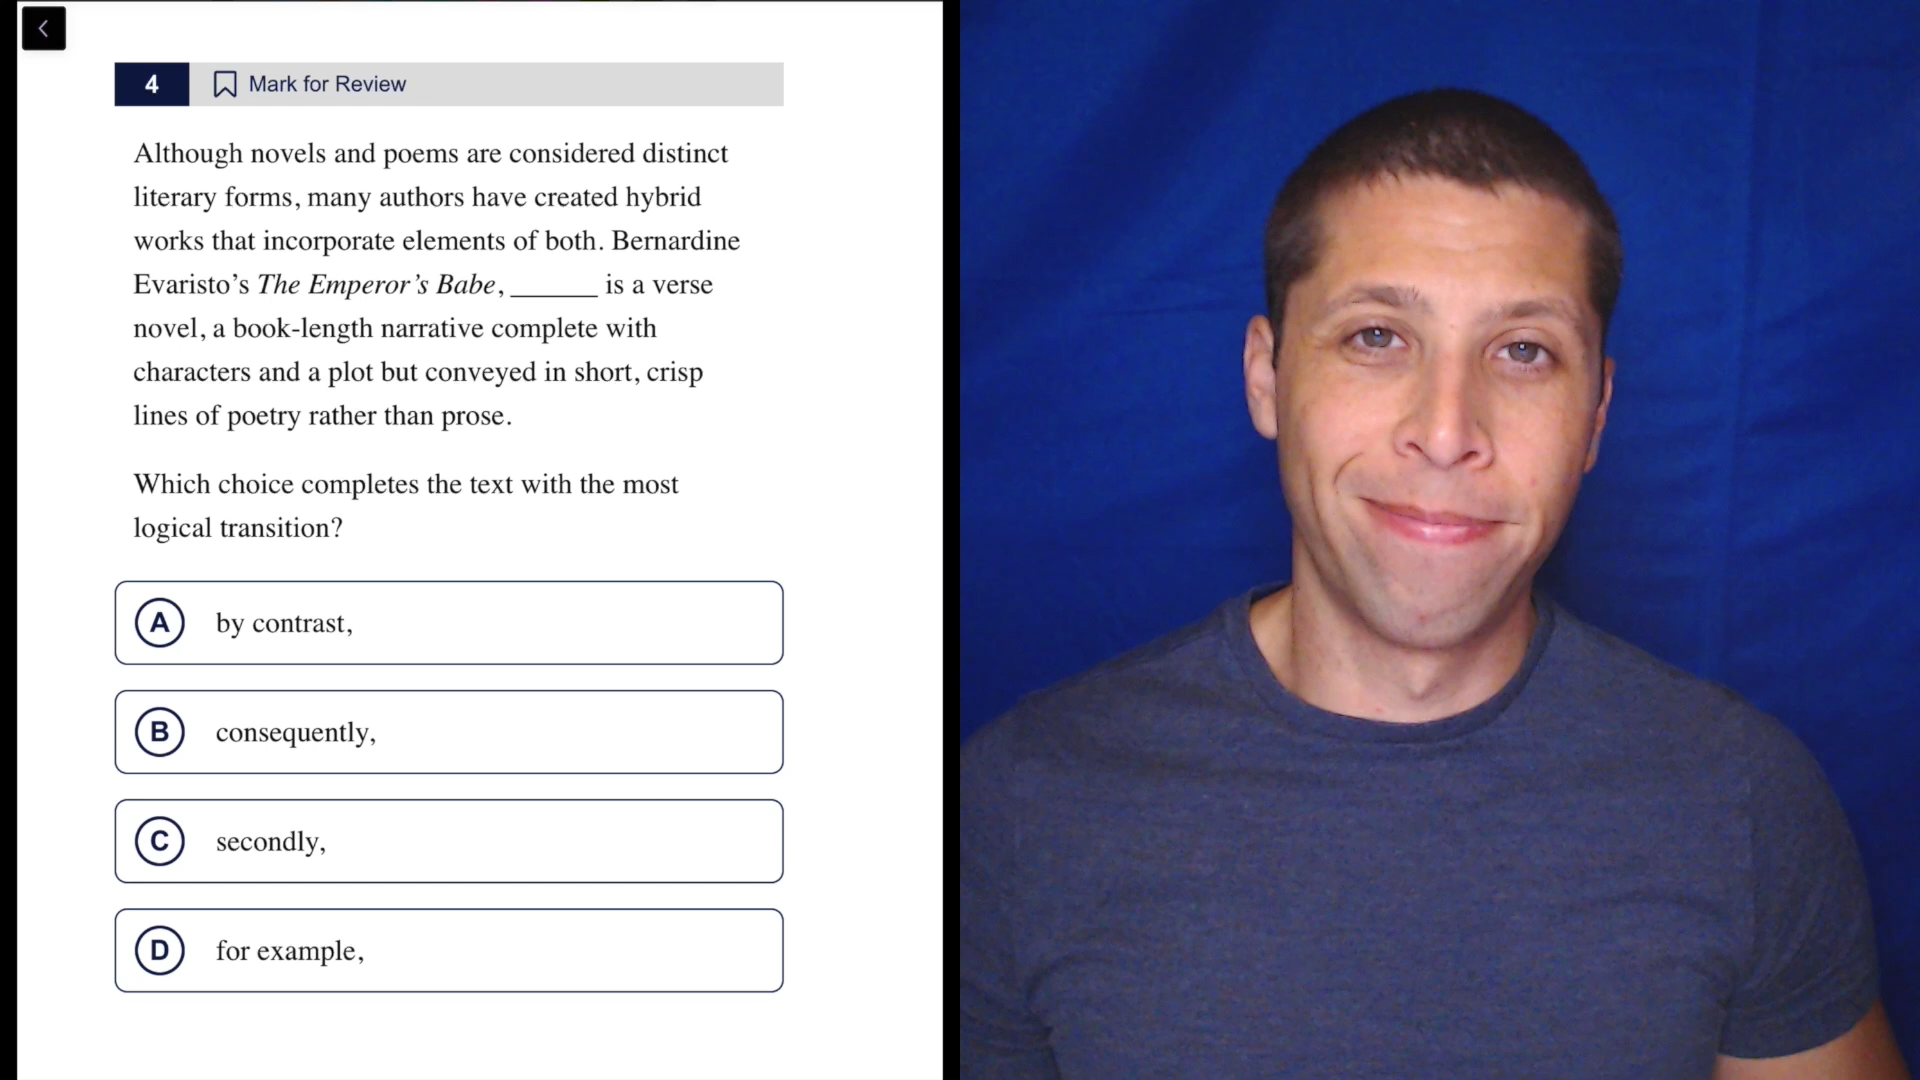 4 Mark for Review
Although novels and poems are considered distinct
literary forms, many authors have created hybrid
works that incorporate elements of both. Bernardine
Evaristo’s The Emperor’s Babe, ______ is a verse
novel, a book-length narrative complete with
characters and a plot but conveyed in short, crisp
lines of poetry rather than prose.
Which choice completes the text with the most
logical transition?
A by contrast,
B consequently,
C secondly,
D for example,